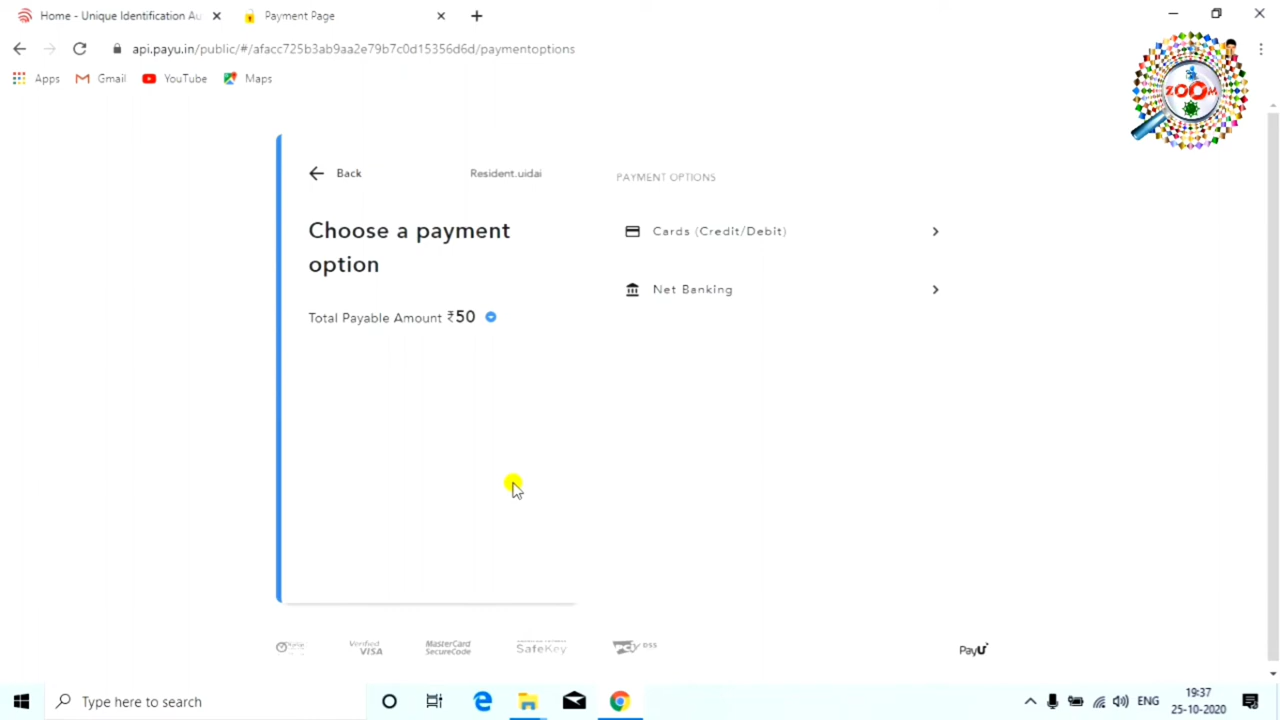 Home - Unique Identification Au
Payment Page
api.payu.in/public/#/afacc725b3ab9aa2e79b7c0d15356d6d/paymentoptions
Apps
Gmail
YouTube
Maps
ZOOM
Back
Resident.uidai
PAYMENT OPTIONS
Choose a payment
option
Cards (Credit/Debit)
Net Banking
Total Payable Amount ₹50
Verified
VISA
MasterCard
SecureCode
SafeKey
DSS
PayU
Type here to search
ENG
19:37
25-10-2020